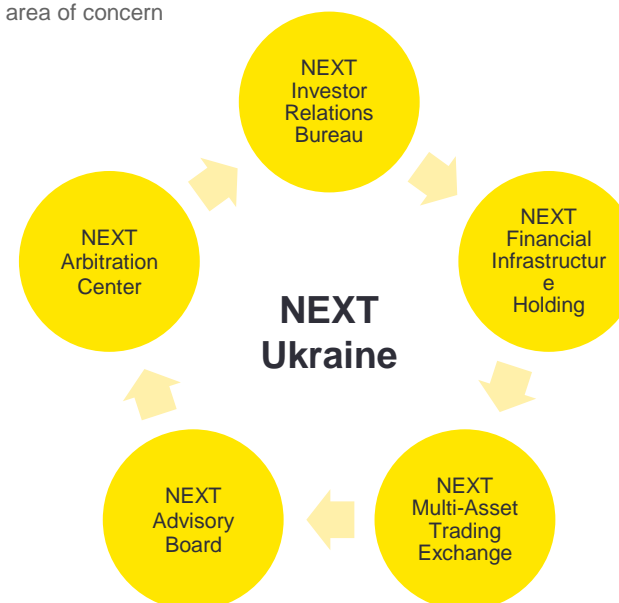 area of concern
NEXT
Investor
Relations
Bureau
NEXT
Financial
Infrastructur
e
Holding
NEXT
Multi-Asset
Trading
Exchange
NEXT
Advisory
Board
NEXT
Arbitration
Center
NEXT
Ukraine